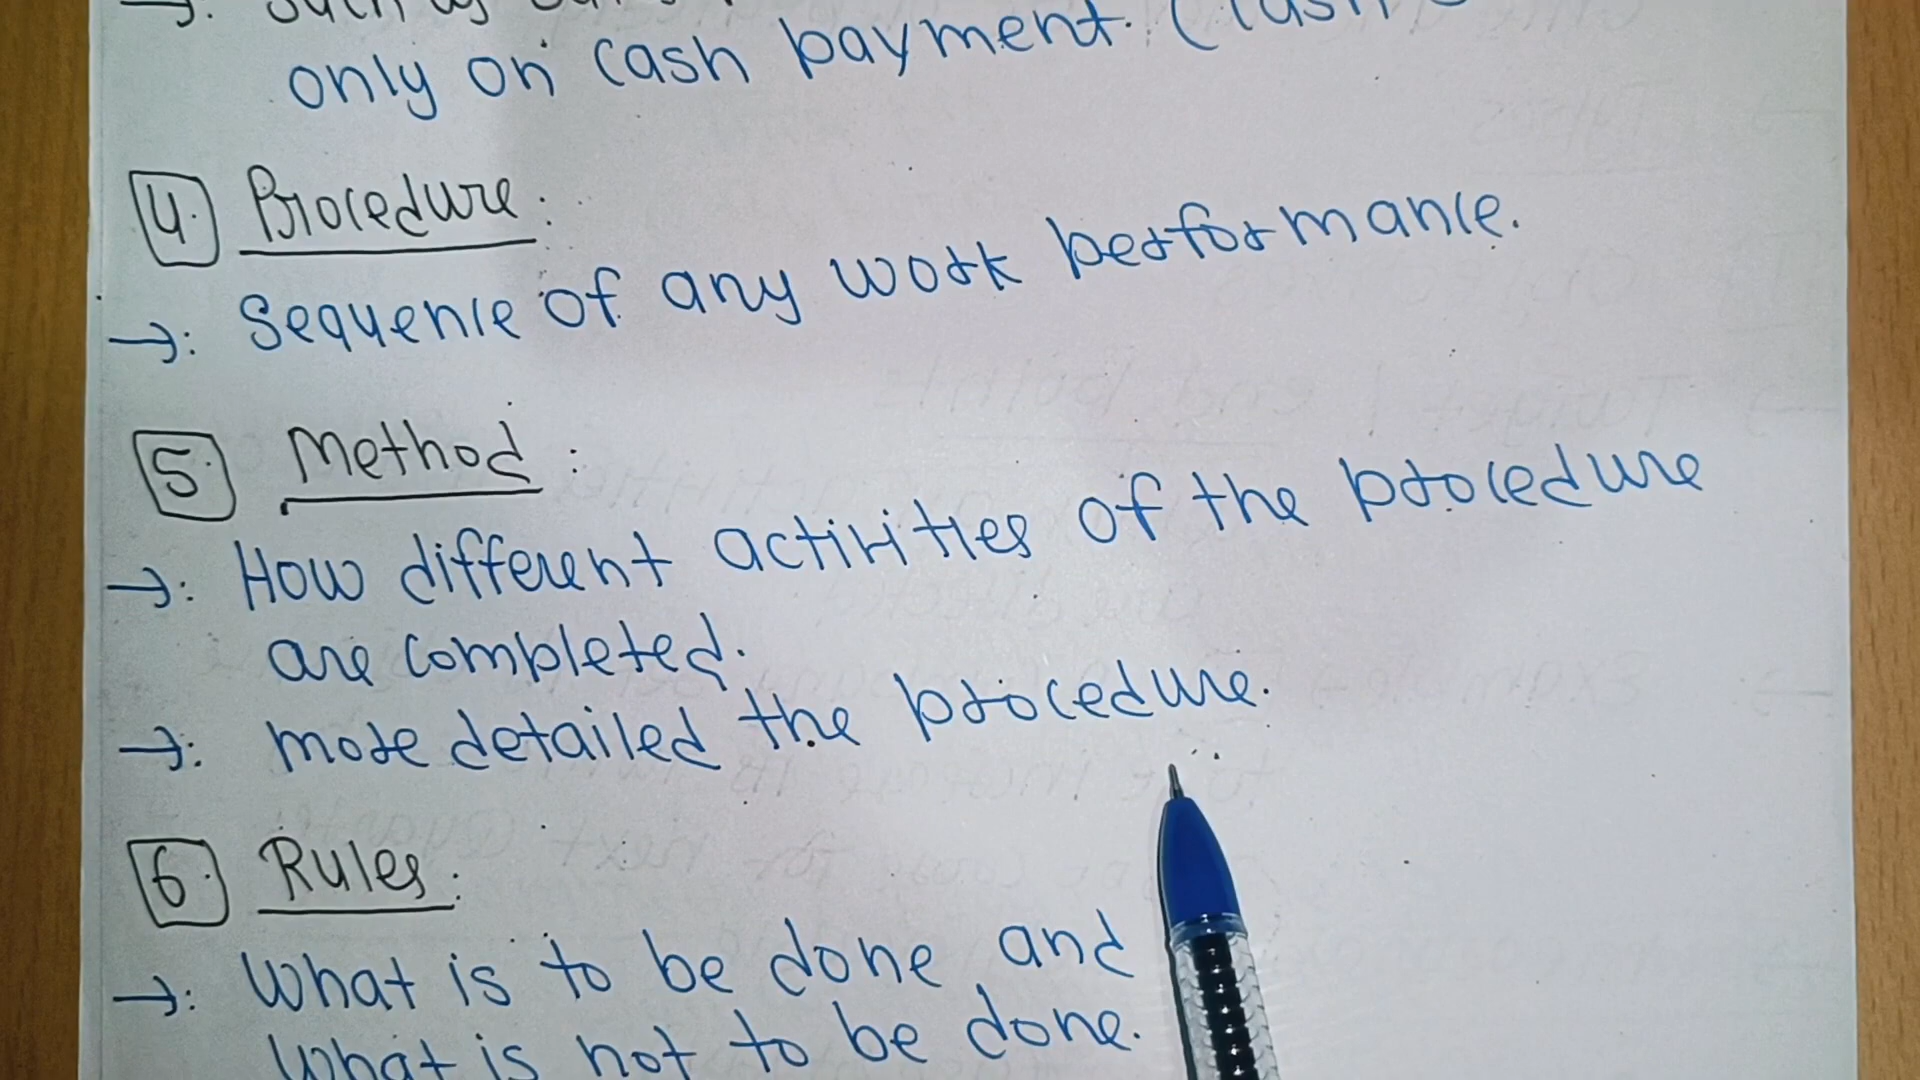 only on cash payment. (
4. Procedure:
→: Sequence of any work performance.
5. Method:
→: How different activities of the procedure
are completed.
→: more detailed the procedure.
6. Rules:
→: What is to be done and
What is not to be done.